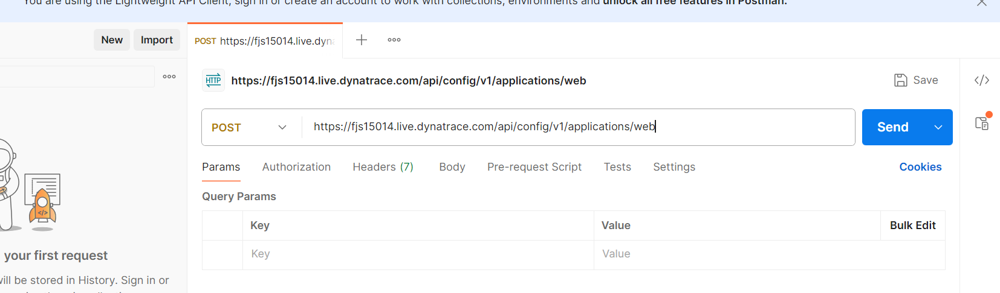 You are using the Lightweight API Client, sign in or create an account to work with collections, environments and unlock all free features in Postman.
New
Import
POST https://fjs15014.live.dyna
HTTP
https://fjs15014.live.dynatrace.com/api/config/v1/applications/web
Save
</>
POST
https://fjs15014.live.dynatrace.com/api/config/v1/applications/web
Send
Params
Authorization
Headers (7)
Body
Pre-request Script
Tests
Settings
Cookies
Query Params
Key
Value
Bulk Edit
Key
Value
</>
your first request
will be stored in History. Sign in or